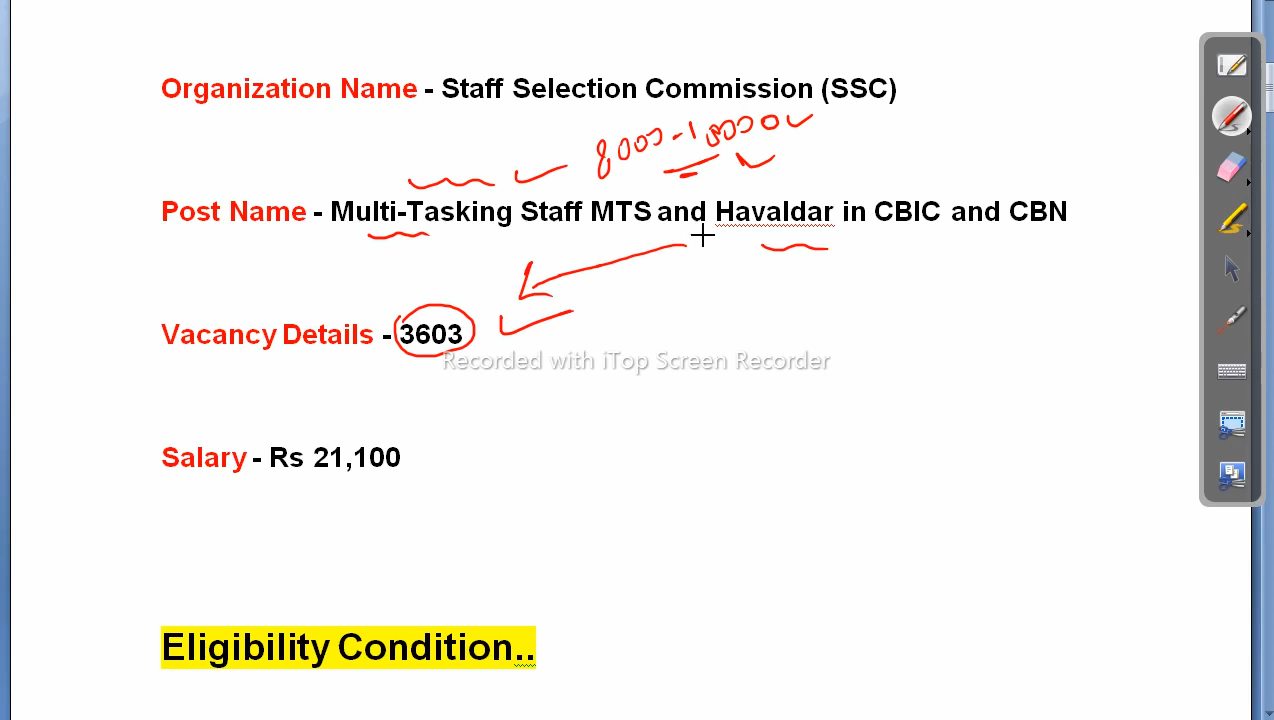 Organization Name - Staff Selection Commission (SSC)
8000 -
Post Name - Multi-Tasking Staff MTS and Havaldar in CBIC and CBN
Vacancy Details - 3603
Recorded with iTop Screen Recorder
Salary - Rs 21,100
Eligibility Condition..